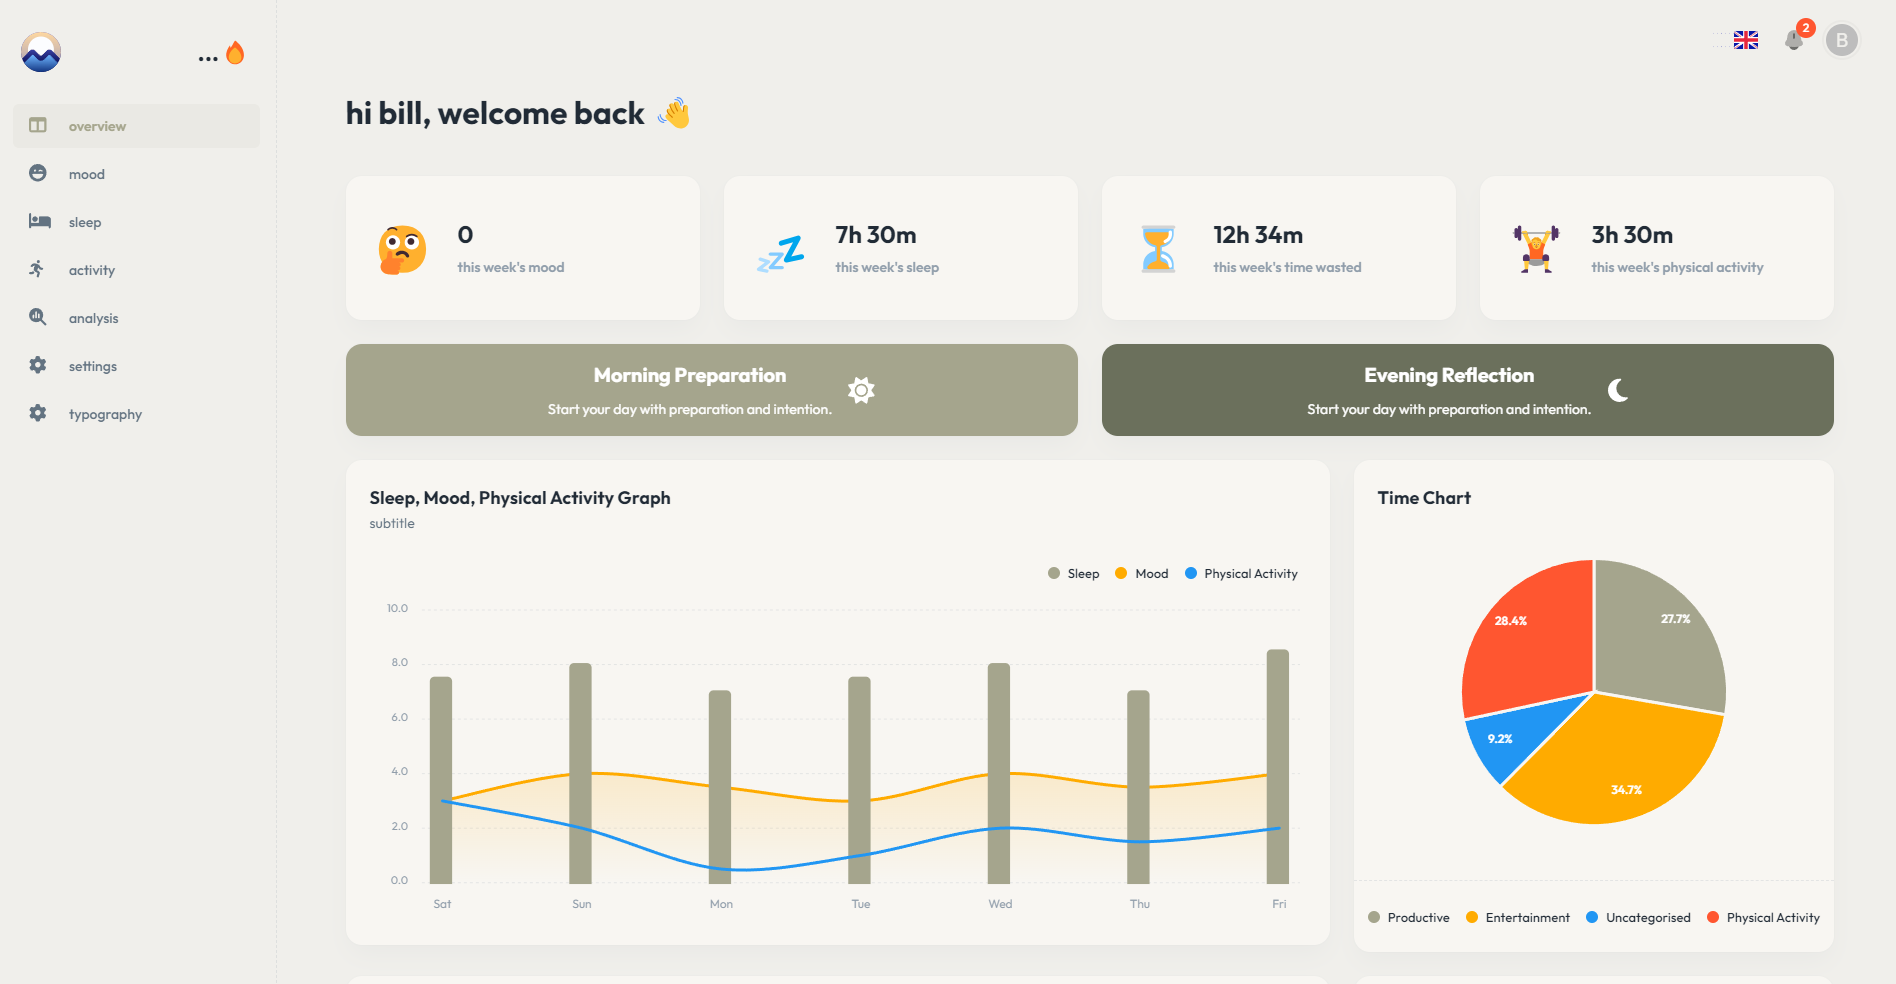 ...
2
B
hi bill, welcome back
overview
mood
sleep
activity
analysis
settings
typography
0
this week's mood
7h 30m
this week's sleep
12h 34m
this week's time wasted
3h 30m
this week's physical activity
Morning Preparation
Start your day with preparation and intention.
Evening Reflection
Start your day with preparation and intention.
Sleep, Mood, Physical Activity Graph
subtitle
Sleep Mood Physical Activity
10.0
8.0
6.0
4.0
2.0
0.0
Sat Sun Mon Tue Wed Thu Fri
Time Chart
28.4%
27.7%
9.2%
34.7%
Productive Entertainment Uncategorised Physical Activity